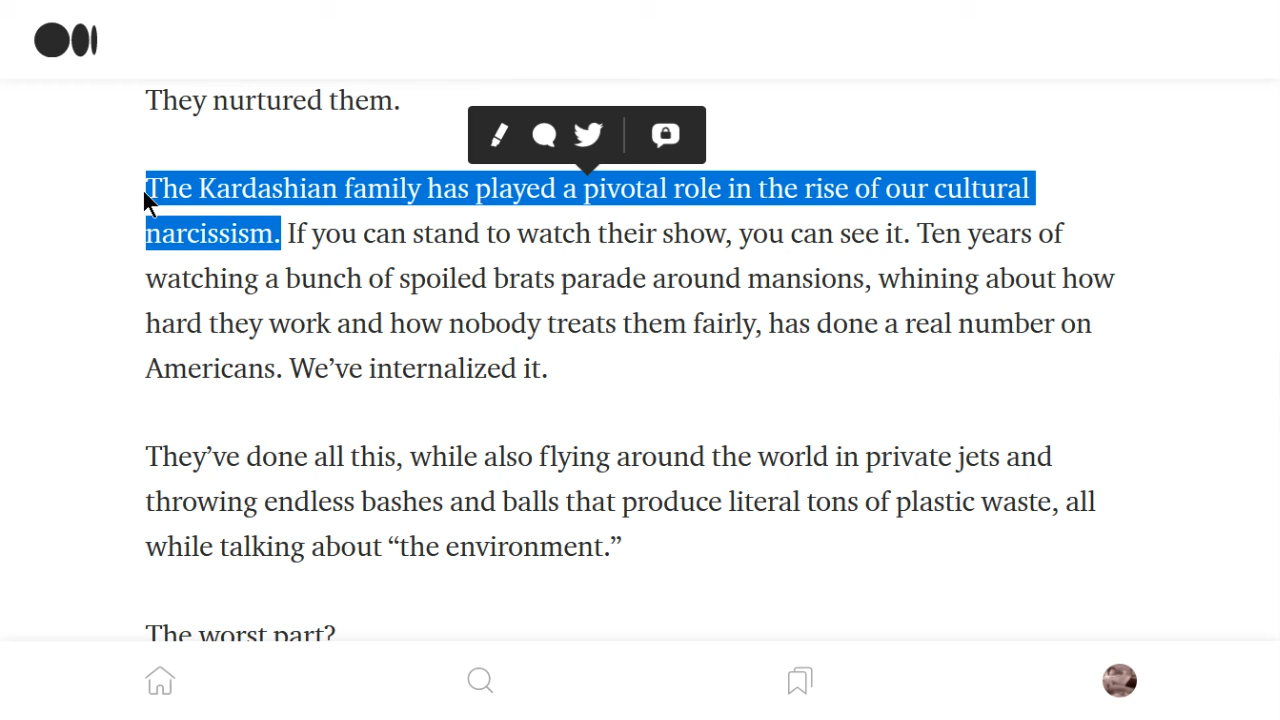 They nurtured them.
The Kardashian family has played a pivotal role in the rise of our cultural
narcissism. If you can stand to watch their show, you can see it. Ten years of
watching a bunch of spoiled brats parade around mansions, whining about how
hard they work and how nobody treats them fairly, has done a real number on
Americans. We’ve internalized it.
They’ve done all this, while also flying around the world in private jets and
throwing endless bashes and balls that produce literal tons of plastic waste, all
while talking about “the environment.”
The worst part?